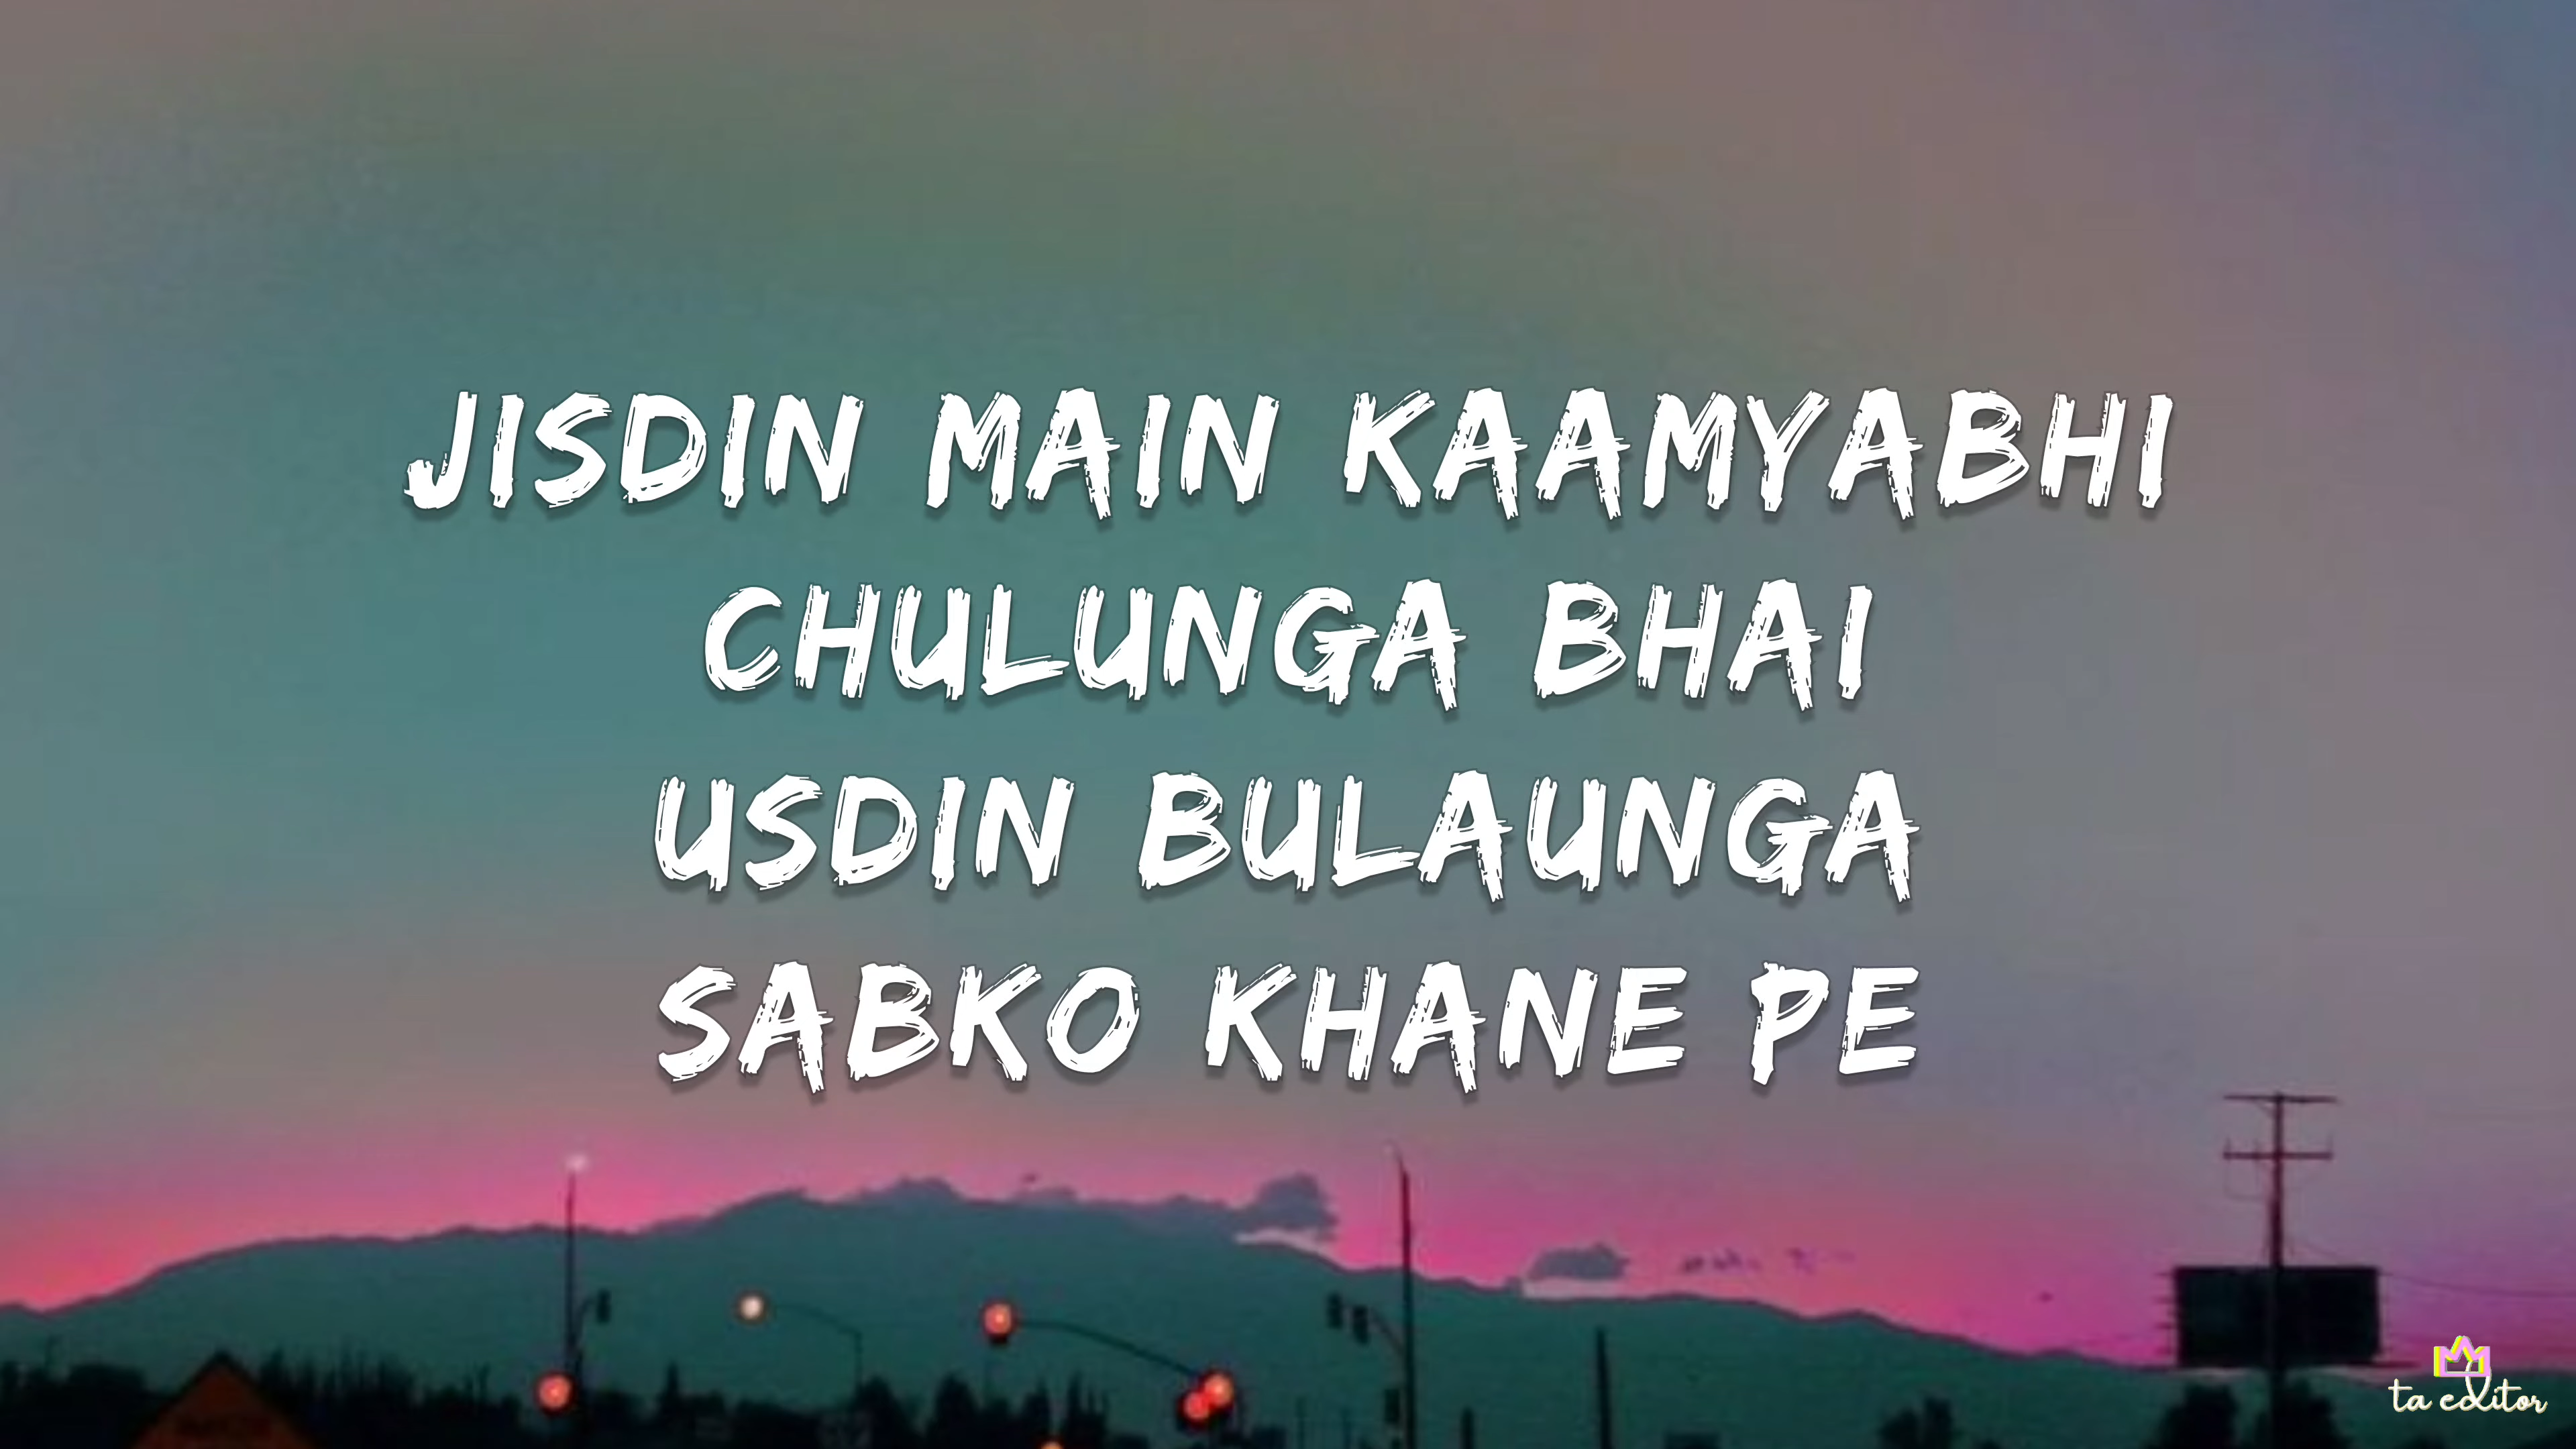 JISDIN MAIN KAAMYABHI
CHULUNGA BHAI
USDIN BULAUNGA
SABKO KHANE PE
ta editor